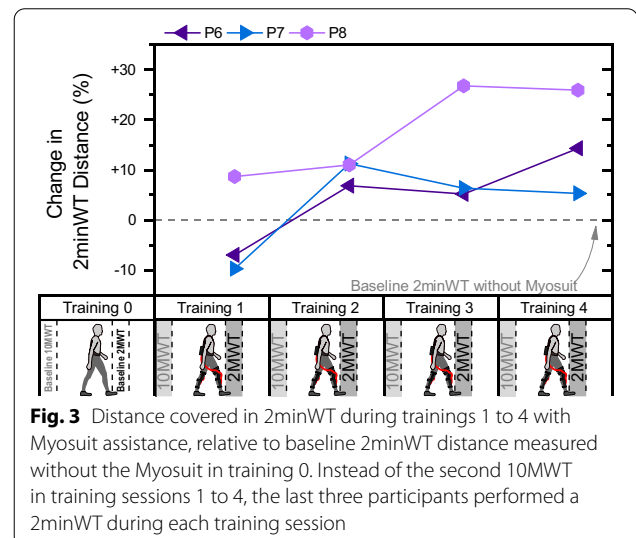 P6 P7 P8
Change in
2minWT Distance (%)
+30
+20
+10
0
-10
Baseline 2minWT without Myosuit
Training 0 Training 1 Training 2 Training 3 Training 4
Baseline 10MWT Baseline 2MWT 10MWT 2MWT 10MWT 2MWT 10MWT 2MWT 10MWT 2MWT
Fig. 3 Distance covered in 2minWT during trainings 1 to 4 with
Myosuit assistance, relative to baseline 2minWT distance measured
without the Myosuit in training 0. Instead of the second 10MWT
in training sessions 1 to 4, the last three participants performed a
2minWT during each training session